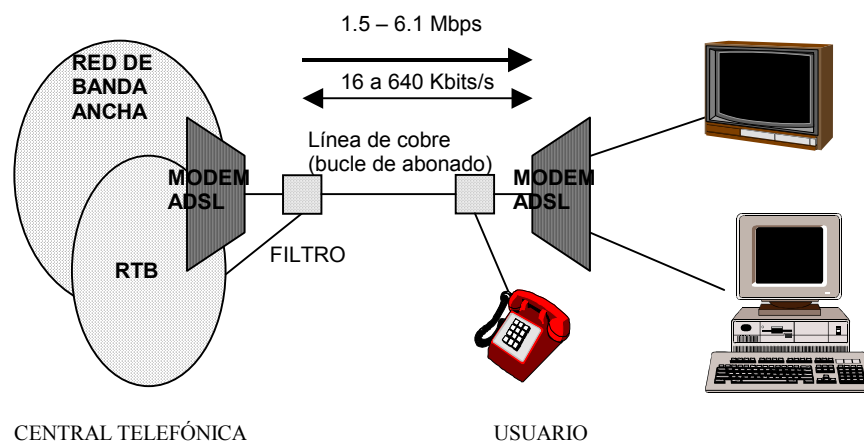 1.5 – 6.1 Mbps
RED DE
BANDA
ANCHA
16 a 640 Kbits/s
Línea de cobre
(bucle de abonado)
MODEM
ADSL
MODEM
ADSL
FILTRO
RTB
CENTRAL TELEFÓNICA
USUARIO